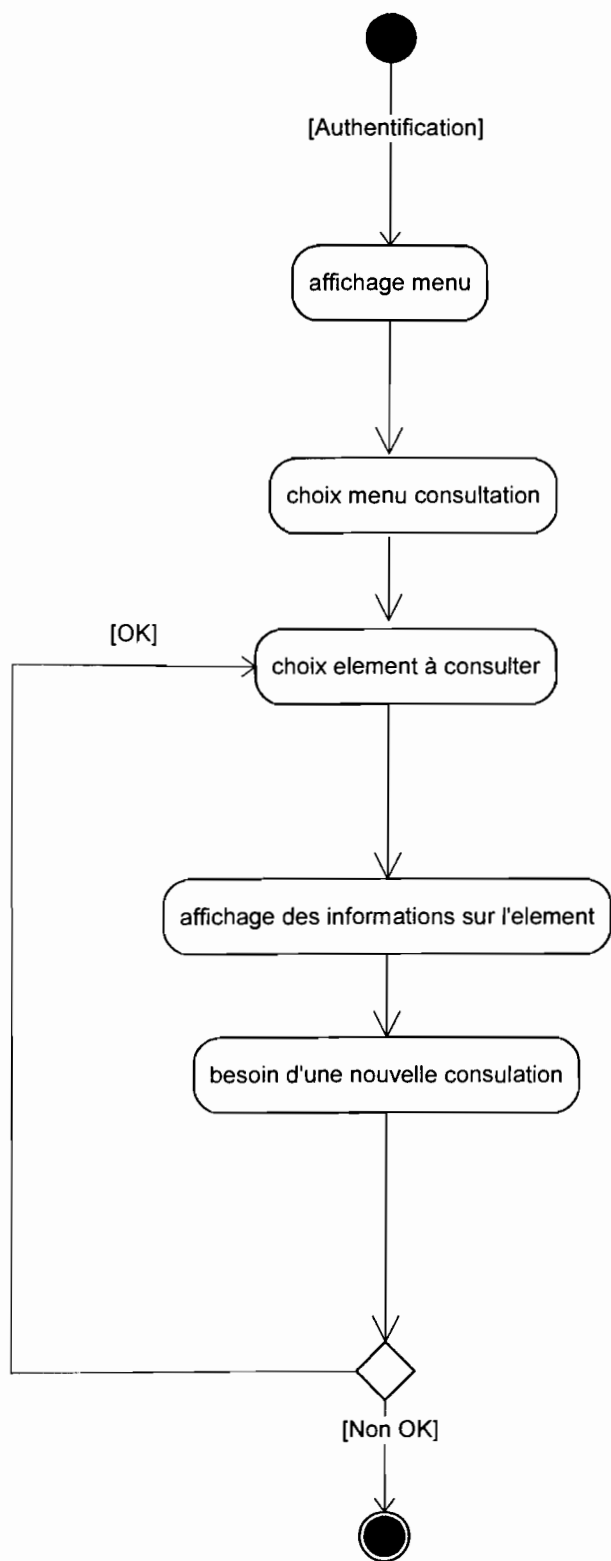 [Authentification]
affichage menu
choix menu consultation
[OK]
choix element à consulter
affichage des informations sur l'element
besoin d'une nouvelle consulation
[Non OK]